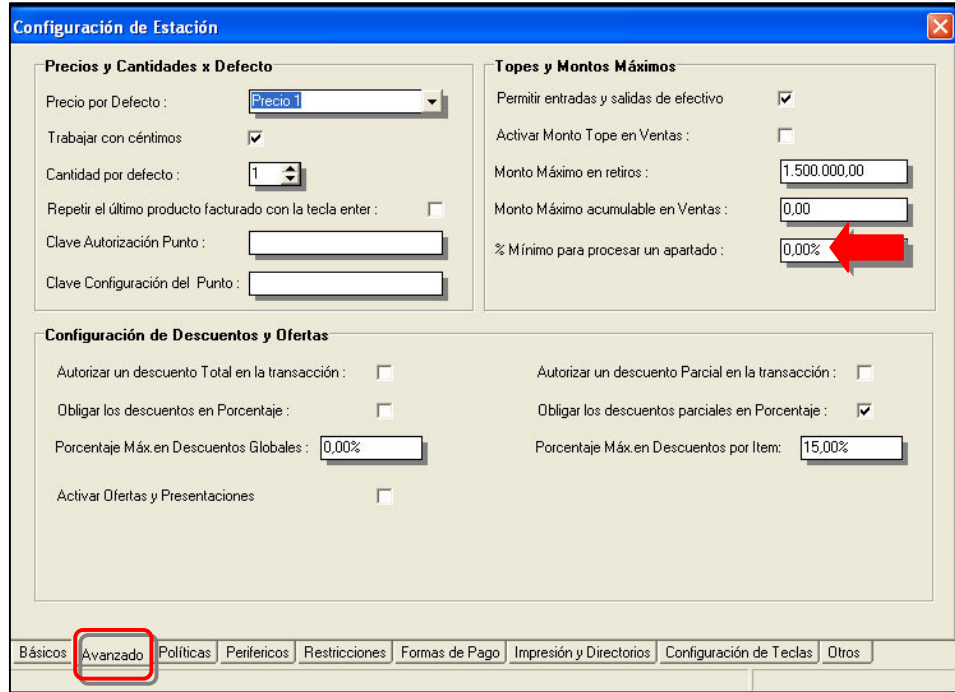 Configuración de Estación
Precios y Cantidades x Defecto
Precio por Defecto :
Precio 1
Trabajar con céntimos
Cantidad por defecto :
1
Repetir el último producto facturado con la tecla enter :
Clave Autorización Punto :
Clave Configuración del Punto :
Topes y Montos Máximos
Permitir entradas y salidas de efectivo
Activar Monto Tope en Ventas :
Monto Máximo en retiros :
1.500.000,00
Monto Máximo acumulable en Ventas :
0,00
% Mínimo para procesar un apartado :
0,00%
Configuración de Descuentos y Ofertas
Autorizar un descuento Total en la transacción :
Autorizar un descuento Parcial en la transacción :
Obligar los descuentos en Porcentaje :
Obligar los descuentos parciales en Porcentaje :
Porcentaje Máx.en Descuentos Globales :
0,00%
Porcentaje Máx.en Descuentos por Item:
15,00%
Activar Ofertas y Presentaciones
Básicos
Avanzado
Políticas
Perifericos
Restricciones
Formas de Pago
Impresión y Directorios
Configuración de Teclas
Otros